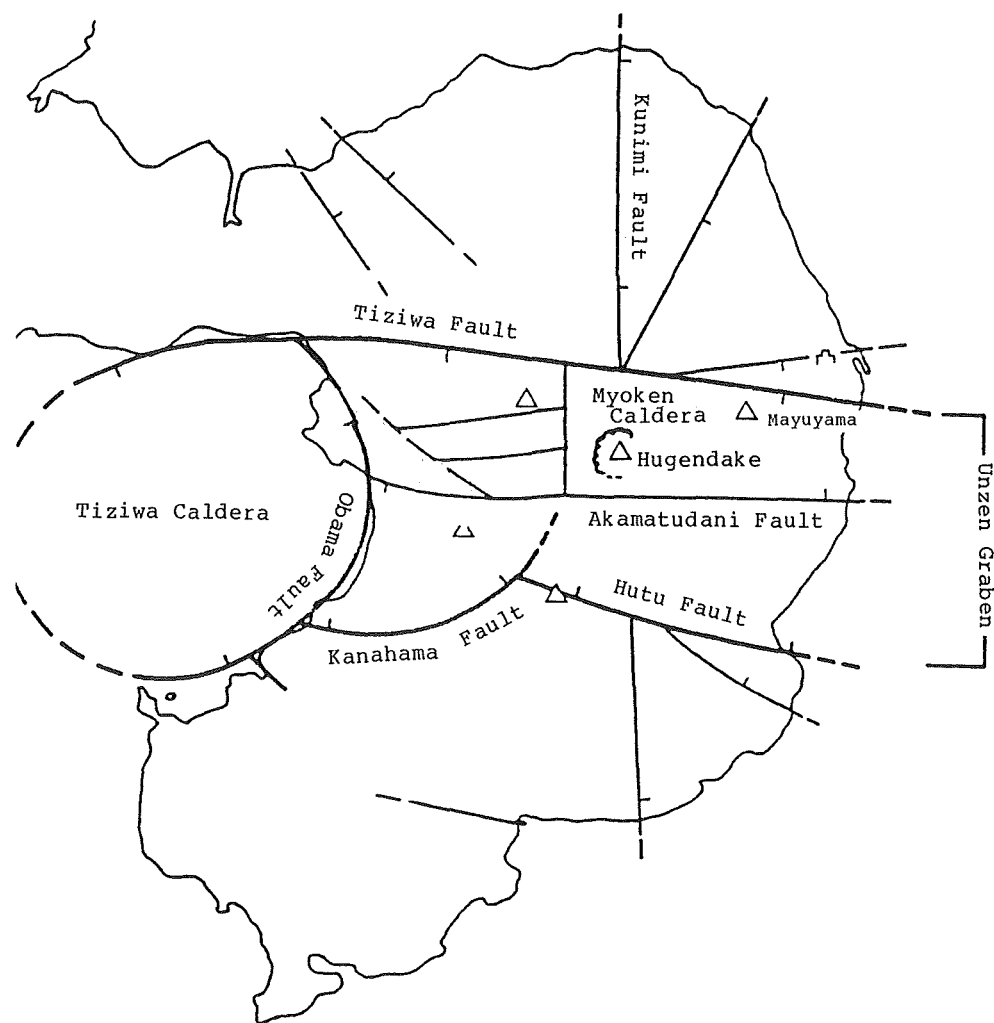 Kunimi Fault
Tiziwa Fault
Myoken
Caldera
Mayuyama
Hugendake
Tiziwa Caldera
Obama Fault
Akamatudani Fault
Unzen Graben
Hutu Fault
Kanahama Fault